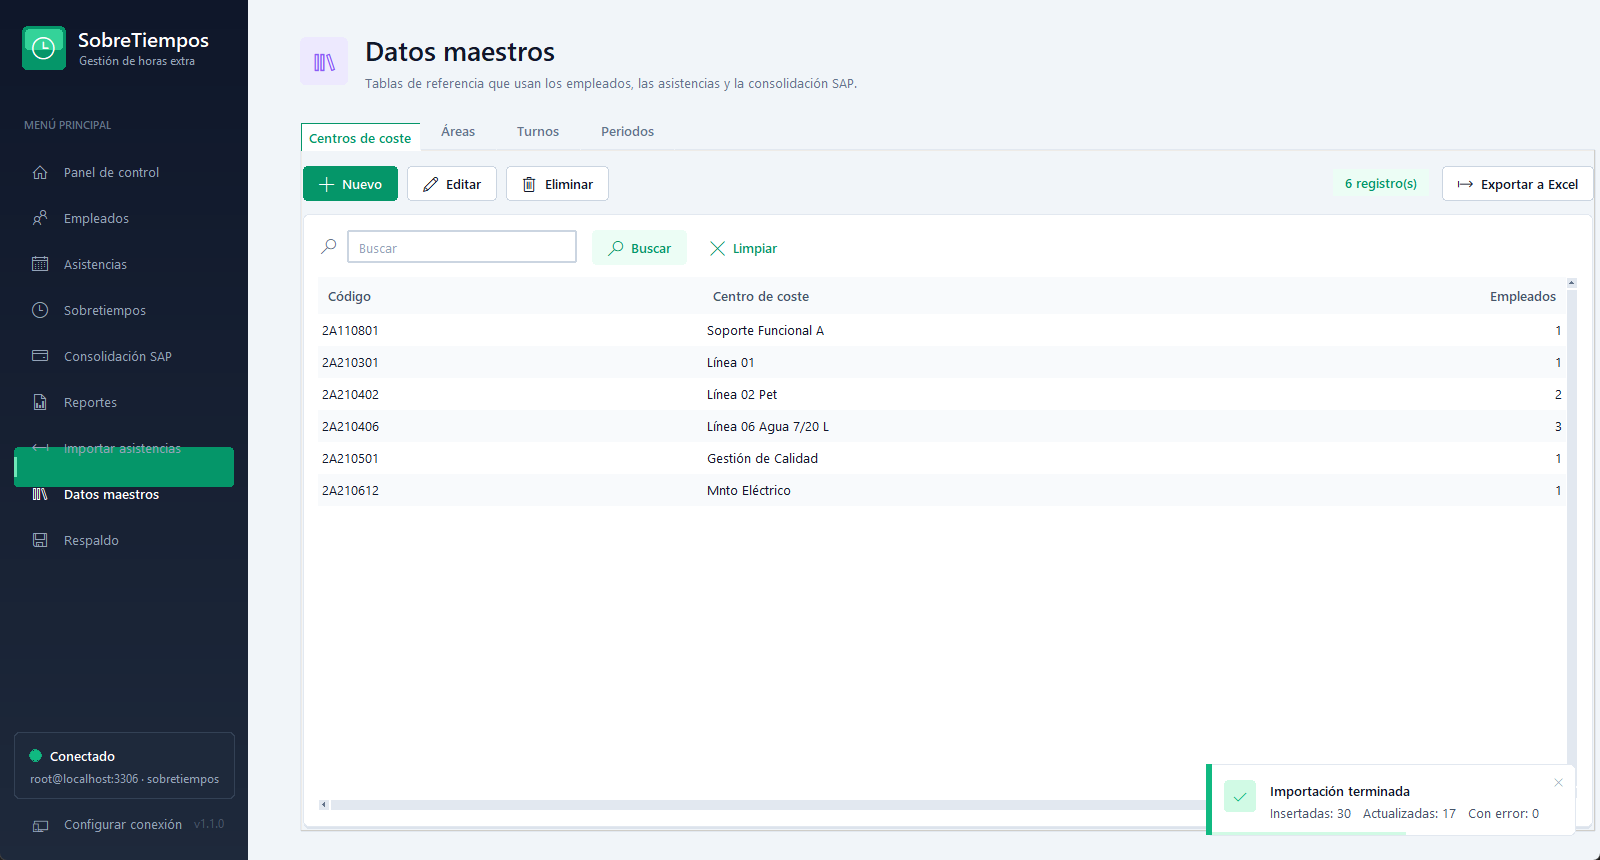 SobreTiempos
Gestión de horas extra
MENÚ PRINCIPAL
Panel de control
Empleados
Asistencias
Sobretiempos
Consolidación SAP
Reportes
Importar asistencias
Datos maestros
Respaldo
Conectado
root@localhost:3306 · sobretiempos
Configurar conexión v1.1.0
Datos maestros
Tablas de referencia que usan los empleados, las asistencias y la consolidación SAP.
Centros de coste Áreas Turnos Periodos
Nuevo Editar Eliminar 6 registro(s) Exportar a Excel
Buscar Buscar Limpiar
Código Centro de coste Empleados
2A110801 Soporte Funcional A 1
2A210301 Línea 01 1
2A210402 Línea 02 Pet 2
2A210406 Línea 06 Agua 7/20 L 3
2A210501 Gestión de Calidad 1
2A210612 Mnto Eléctrico 1
Importación terminada
Insertadas: 30 Actualizadas: 17 Con error: 0